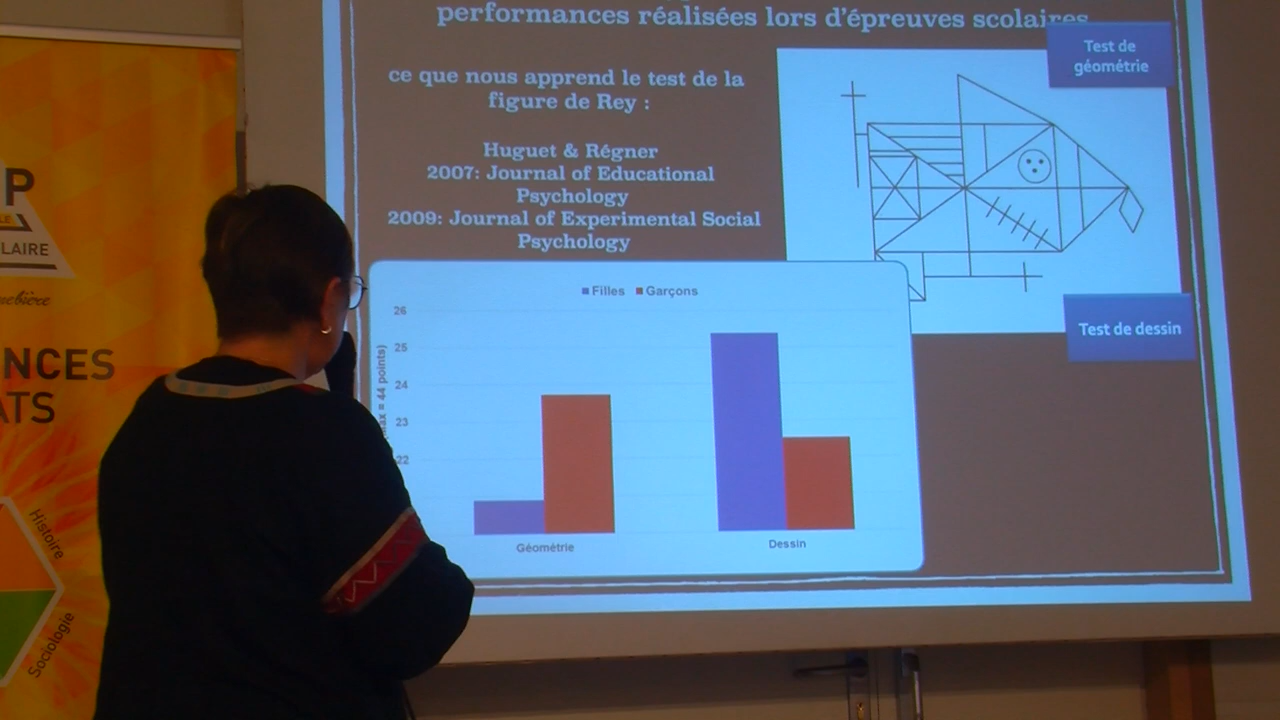 performances réalisées lors d'épreuves scolaires
Test de
géométrie
ce que nous apprend le test de la
figure de Rey :
Huguet & Régner
2007: Journal of Educational
Psychology
2009: Journal of Experimental Social
Psychology
Test de dessin
Filles
Garçons
26
25
24
23
22
= 44 points)
Géométrie
Dessin
P
LE
LAIRE
NCES
ATS
Histoire
Sociologie